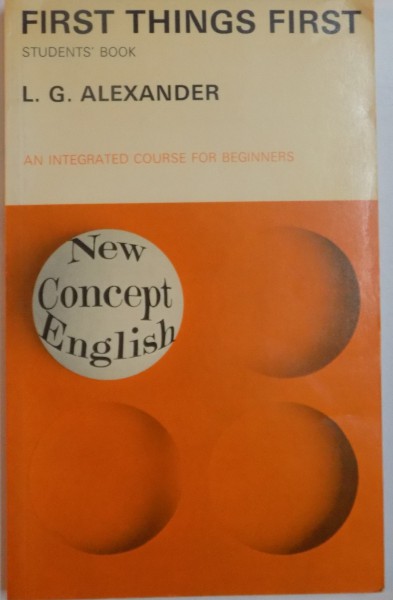 FIRST THINGS FIRST
STUDENTS' BOOK
L. G. ALEXANDER
AN INTEGRATED COURSE FOR BEGINNERS
New
Concept
English